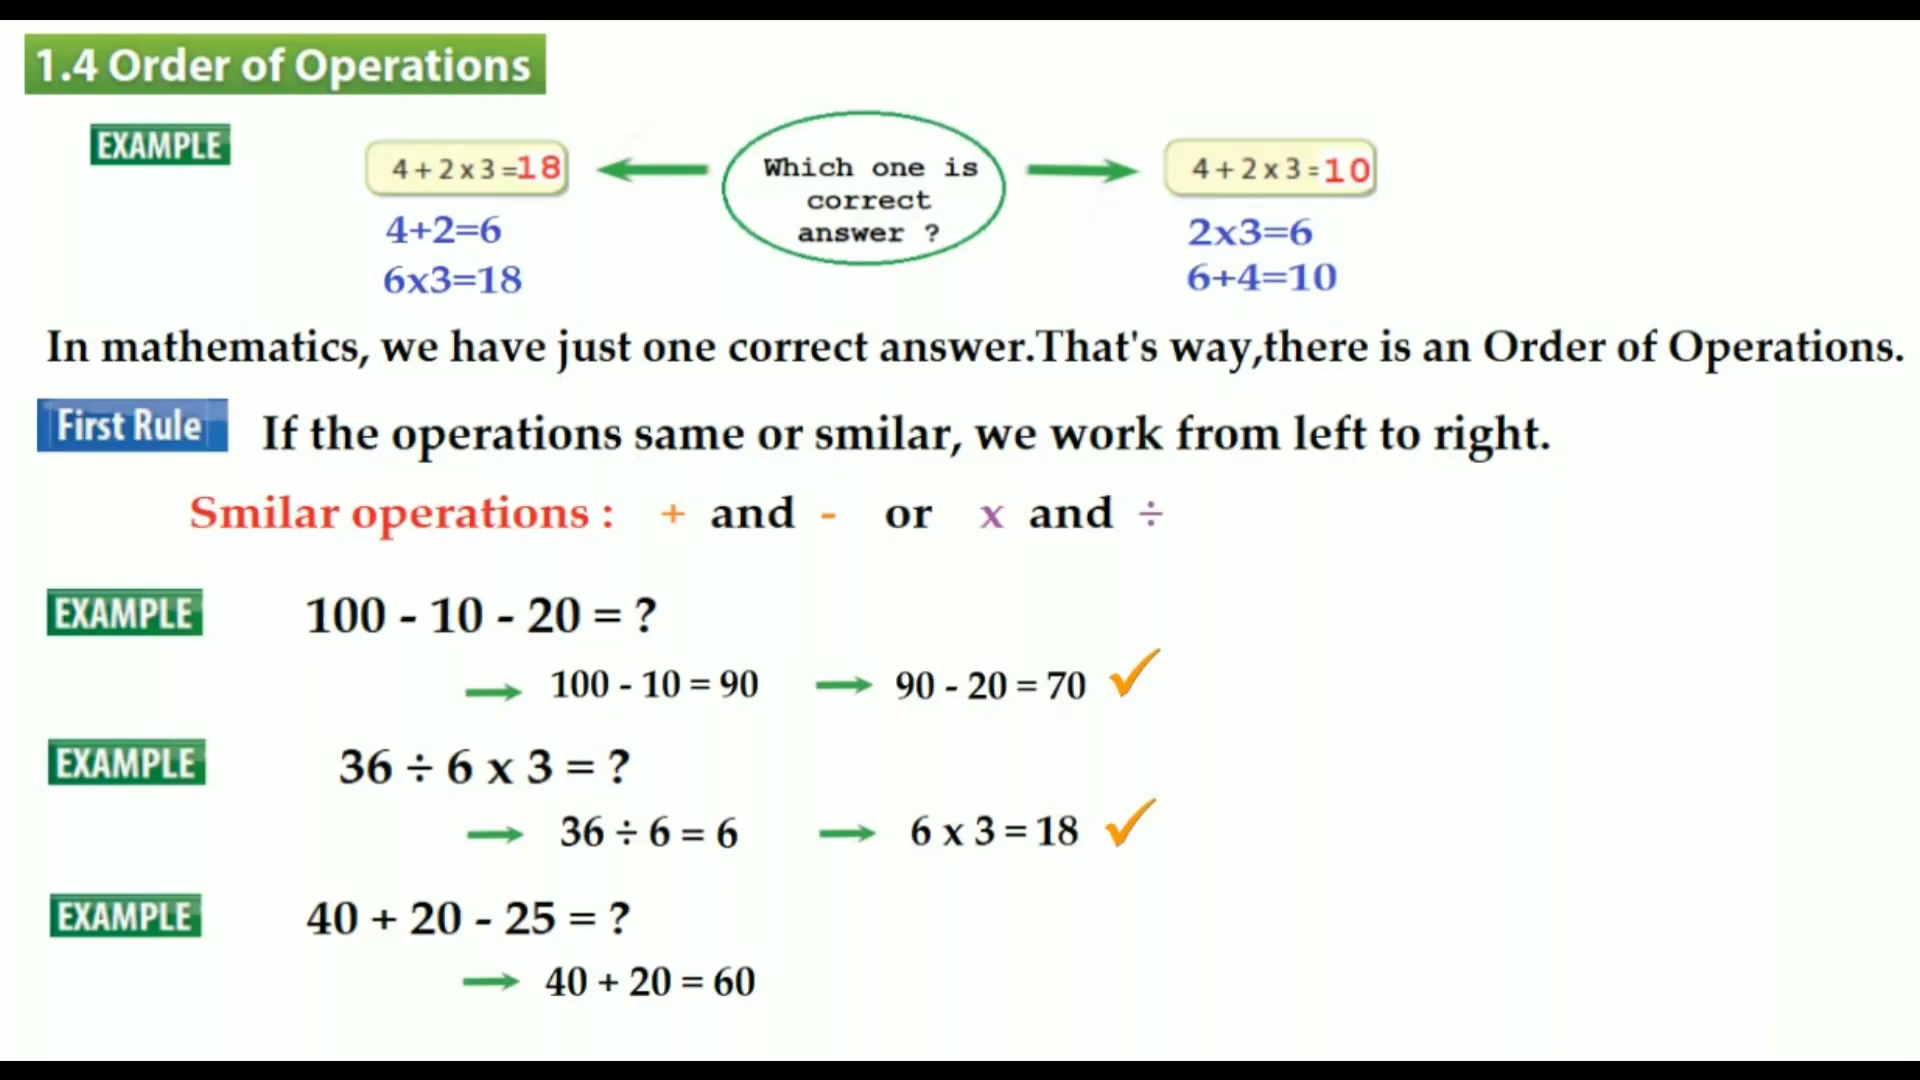 1.4 Order of Operations
EXAMPLE
4 + 2 x 3 =18
4+2=6
6x3=18
Which one is
correct
answer ?
4 + 2 x 3 = 10
2x3=6
6+4=10
In mathematics, we have just one correct answer.That's way,there is an Order of Operations.
First Rule If the operations same or smilar, we work from left to right.
Smilar operations : + and - or x and ÷
EXAMPLE 100 - 10 - 20 = ?
100 - 10 = 90 90 - 20 = 70
EXAMPLE 36 ÷ 6 x 3 = ?
36 ÷ 6 = 6 6 x 3 = 18
EXAMPLE 40 + 20 - 25 = ?
40 + 20 = 60